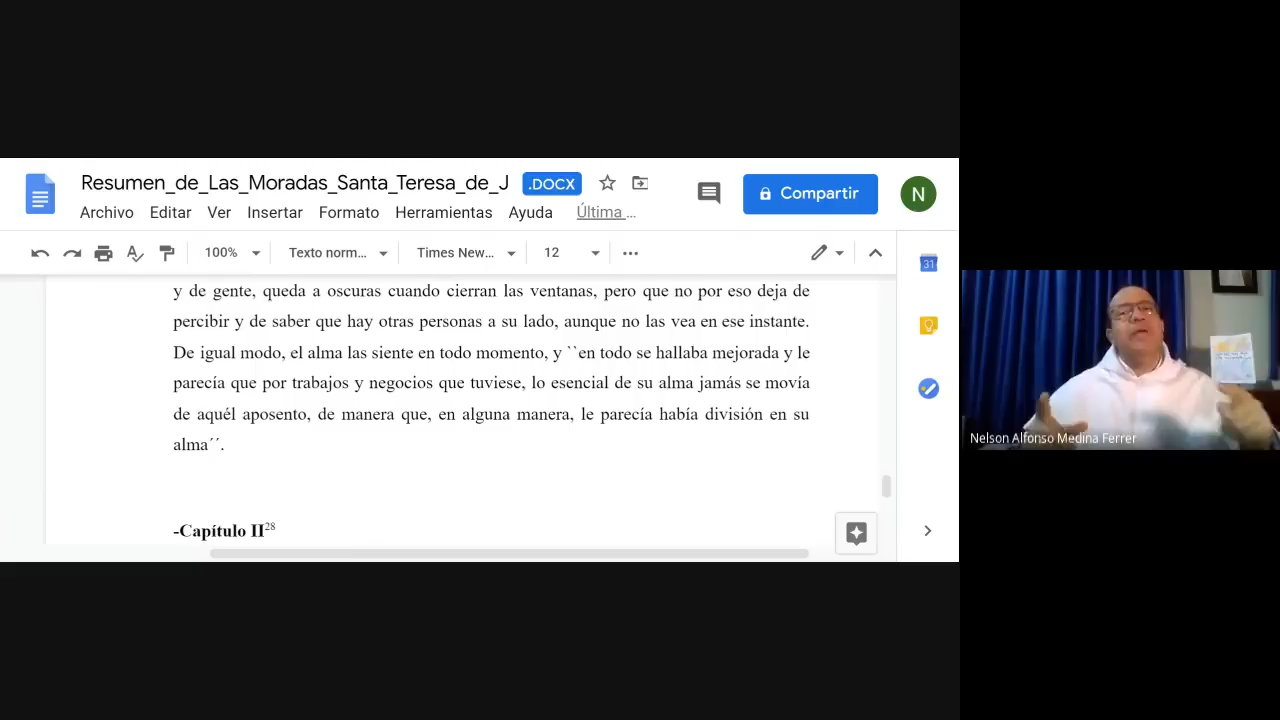 Resumen_de_Las_Moradas_Santa_Teresa_de_J .DOCX
Compartir
N
Archivo Editar Ver Insertar Formato Herramientas Ayuda Última ...
100% Texto norm... Times New... 12
31
y de gente, queda a oscuras cuando cierran las ventanas, pero que no por eso deja de
percibir y de saber que hay otras personas a su lado, aunque no las vea en ese instante.
De igual modo, el alma las siente en todo momento, y ``en todo se hallaba mejorada y le
parecía que por trabajos y negocios que tuviese, lo esencial de su alma jamás se movía
de aquél aposento, de manera que, en alguna manera, le parecía había división en su
alma´´.
-Capítulo II28
Nelson Alfonso Medina Ferrer